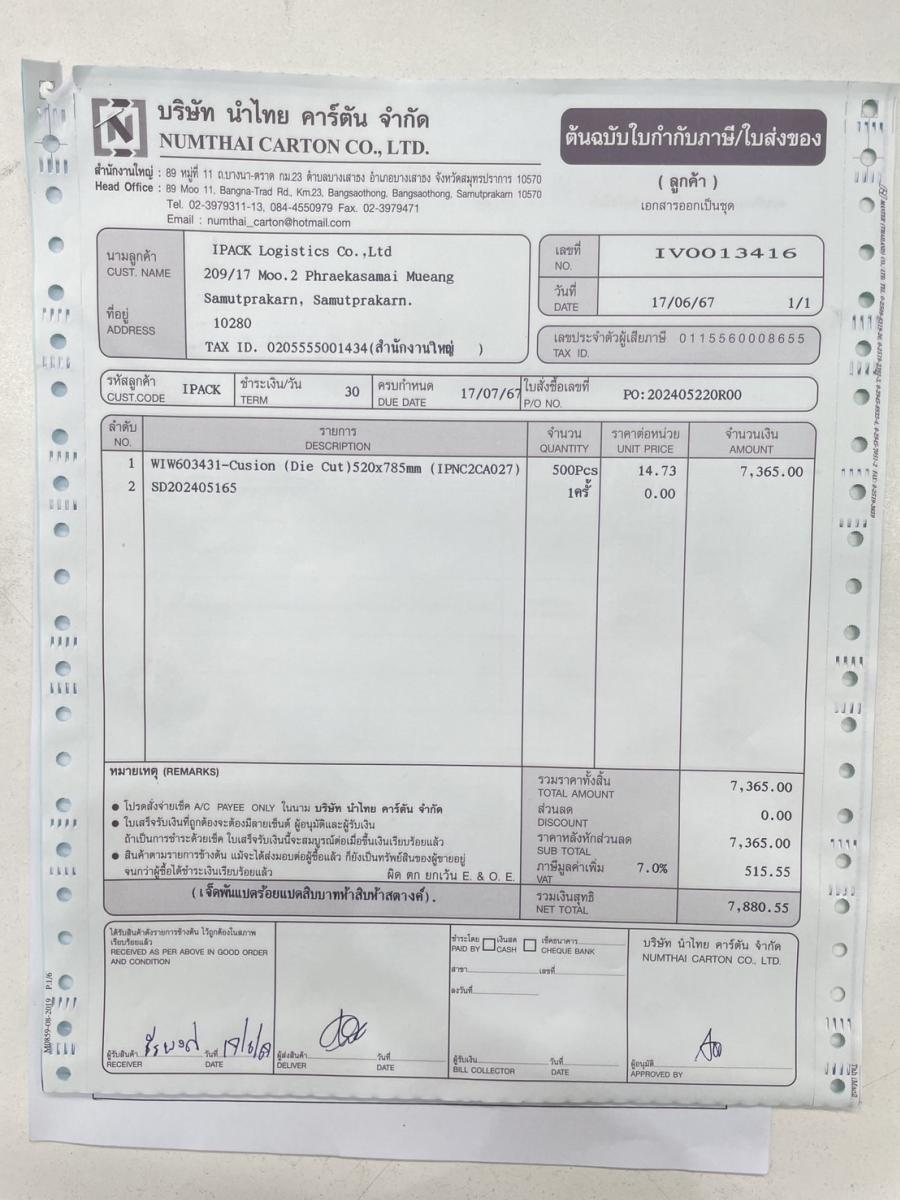 บริษัท นำไทย คาร์ตัน จำกัด
NUMTHAI CARTON CO., LTD.
สำนักงานใหญ่ : 89 หมู่ที่ 11 ถ.บางนา-ตราด กม.23 ตำบลบางเสาธง อำเภอบางเสาธง จังหวัดสมุทรปราการ 10570
Head Office : 89 Moo 11, Bangna-Trad Rd., Km.23, Bangsaothong, Bangsaothong, Samutprakarn 10570
Tel. 02-3979311-13, 084-4550979 Fax. 02-3979471
Email : numthai_carton@hotmail.com
ต้นฉบับใบกำกับภาษี/ใบส่งของ
( ลูกค้า )
เอกสารออกเป็นชุด
นามลูกค้า
CUST. NAME
ที่อยู่
ADDRESS
IPACK Logistics Co.,Ltd
209/17 Moo.2 Phraekasamai Mueang
Samutprakarn, Samutprakarn.
10280
TAX ID. 0205555001434(สำนักงานใหญ่ )
เลขที่
NO. IV0013416
วันที่
DATE 17/06/67 1/1
เลขประจำตัวผู้เสียภาษี 0115560008655
TAX ID.
รหัสลูกค้า
CUST.CODE IPACK
ชำระเงิน/วัน
TERM 30
ครบกำหนด
DUE DATE 17/07/67
ใบสั่งซื้อเลขที่
P/O NO. PO:202405220R00
ลำดับ รายการ จำนวน ราคาต่อหน่วย จำนวนเงิน
NO. DESCRIPTION QUANTITY UNIT PRICE AMOUNT
1 WIW603431-Cusion (Die Cut)520x785mm (IPNC2CA027) 500Pcs 14.73 7,365.00
2 SD202405165 1ครั้ 0.00
หมายเหตุ (REMARKS)
● โปรดสั่งจ่ายเช็ค A/C PAYEE ONLY ในนาม บริษัท นำไทย คาร์ตัน จำกัด
● ใบเสร็จรับเงินที่ถูกต้องจะต้องมีลายเซ็นต์ ผู้อนุมัติและผู้รับเงิน
ถ้าเป็นการชำระด้วยเช็ค ใบเสร็จรับเงินนี้จะสมบูรณ์ต่อเมื่อขึ้นเงินเรียบร้อยแล้ว
● สินค้าตามรายการข้างต้น แม้จะได้ส่งมอบต่อผู้ซื้อแล้ว ก็ยังเป็นทรัพย์สินของผู้ขายอยู่
จนกว่าผู้ซื้อได้ชำระเงินเรียบร้อยแล้ว ผิด ตก ยกเว้น E. & O. E.
รวมราคาทั้งสิ้น
TOTAL AMOUNT 7,365.00
ส่วนลด
DISCOUNT 0.00
ราคาหลังหักส่วนลด
SUB TOTAL 7,365.00
ภาษีมูลค่าเพิ่ม
VAT 7.0% 515.55
(เจ็ดพันแปดร้อยแปดสิบบาทห้าสิบห้าสตางค์).
รวมเงินสุทธิ
NET TOTAL 7,880.55
ได้รับสินค้าดังรายการข้างต้น ไว้ถูกต้องในสภาพ
เรียบร้อยแล้ว
RECEIVED AS PER ABOVE IN GOOD ORDER
AND CONDITION
ผู้รับสินค้า วันที่
RECEIVER DATE
ผู้ส่งสินค้า วันที่
DELIVER DATE
ชำระโดย เงินสด เช็คธนาคาร
PAID BY CASH CHEQUE BANK
สาขา เลขที่
ลงวันที่
ผู้รับเงิน วันที่
BILL COLLECTOR DATE
บริษัท นำไทย คาร์ตัน จำกัด
NUMTHAI CARTON CO., LTD.
ผู้อนุมัติ
APPROVED BY
M0859-08-2019 P.1/6